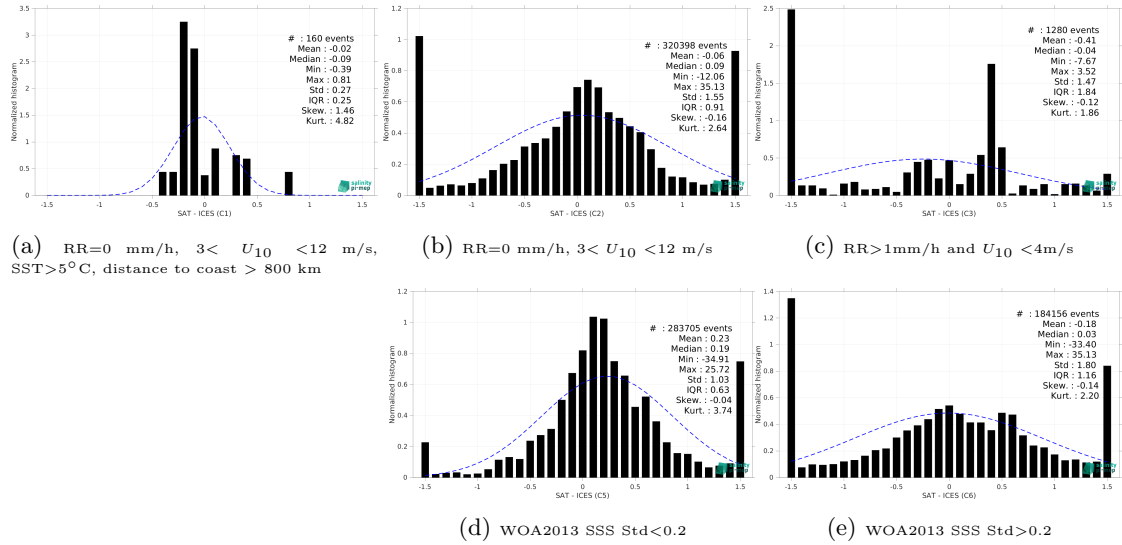 Normalized histogram
3.5
3
2.5
2
1.5
1
0.5
0
-1.5
-1
-0.5
0
0.5
1
1.5
SAT - ICES (C1)
# : 160 events
Mean : -0.02
Median : -0.09
Min : -0.39
Max : 0.81
Std : 0.27
IQR : 0.25
Skew. : 1.46
Kurt. : 4.82
salinity
pi-mep
(a) RR=0 mm/h, 3< U10 <12 m/s,
SST>5°C, distance to coast > 800 km
Normalized histogram
1.2
1
0.8
0.6
0.4
0.2
0
-1.5
-1
-0.5
0
0.5
1
1.5
SAT - ICES (C2)
# : 320398 events
Mean : -0.06
Median : 0.09
Min : -12.06
Max : 35.13
Std : 1.55
IQR : 0.91
Skew. : -0.16
Kurt. : 2.64
salinity
pi-mep
(b) RR=0 mm/h, 3< U10 <12 m/s
Normalized histogram
2.5
2
1.5
1
0.5
0
-1.5
-1
-0.5
0
0.5
1
1.5
SAT - ICES (C3)
# : 1280 events
Mean : -0.41
Median : -0.04
Min : -7.67
Max : 3.52
Std : 1.47
IQR : 1.84
Skew. : -0.12
Kurt. : 1.86
salinity
pi-mep
(c) RR>1mm/h and U10 <4m/s
Normalized histogram
1.2
1
0.8
0.6
0.4
0.2
0
-1.5
-1
-0.5
0
0.5
1
1.5
SAT - ICES (C5)
# : 283705 events
Mean : 0.23
Median : 0.19
Min : -34.91
Max : 25.72
Std : 1.03
IQR : 0.63
Skew. : -0.04
Kurt. : 3.74
salinity
pi-mep
(d) WOA2013 SSS Std<0.2
Normalized histogram
1.4
1.2
1
0.8
0.6
0.4
0.2
0
-1.5
-1
-0.5
0
0.5
1
1.5
SAT - ICES (C6)
# : 184156 events
Mean : -0.18
Median : 0.03
Min : -33.40
Max : 35.13
Std : 1.80
IQR : 1.16
Skew. : -0.14
Kurt. : 2.20
salinity
pi-mep
(e) WOA2013 SSS Std>0.2